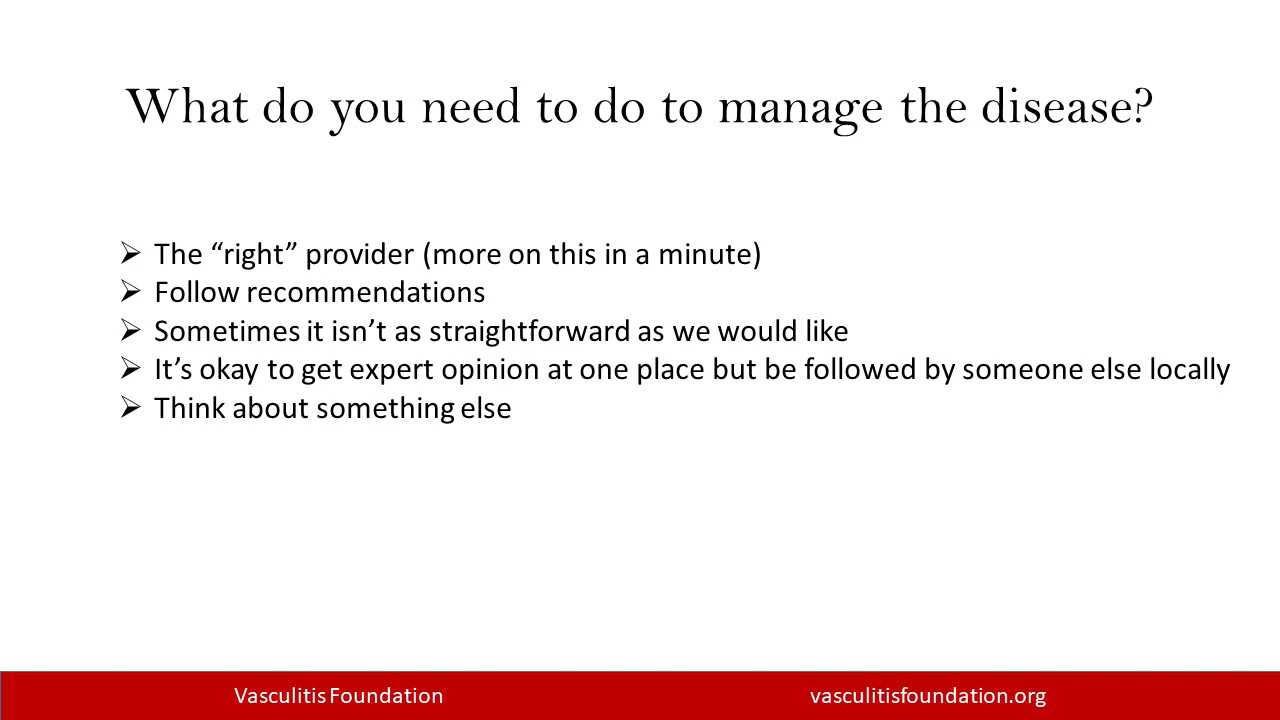 What do you need to do to manage the disease?
➢ The “right” provider (more on this in a minute)
➢ Follow recommendations
➢ Sometimes it isn’t as straightforward as we would like
➢ It’s okay to get expert opinion at one place but be followed by someone else locally
➢ Think about something else
Vasculitis Foundation
vasculitisfoundation.org